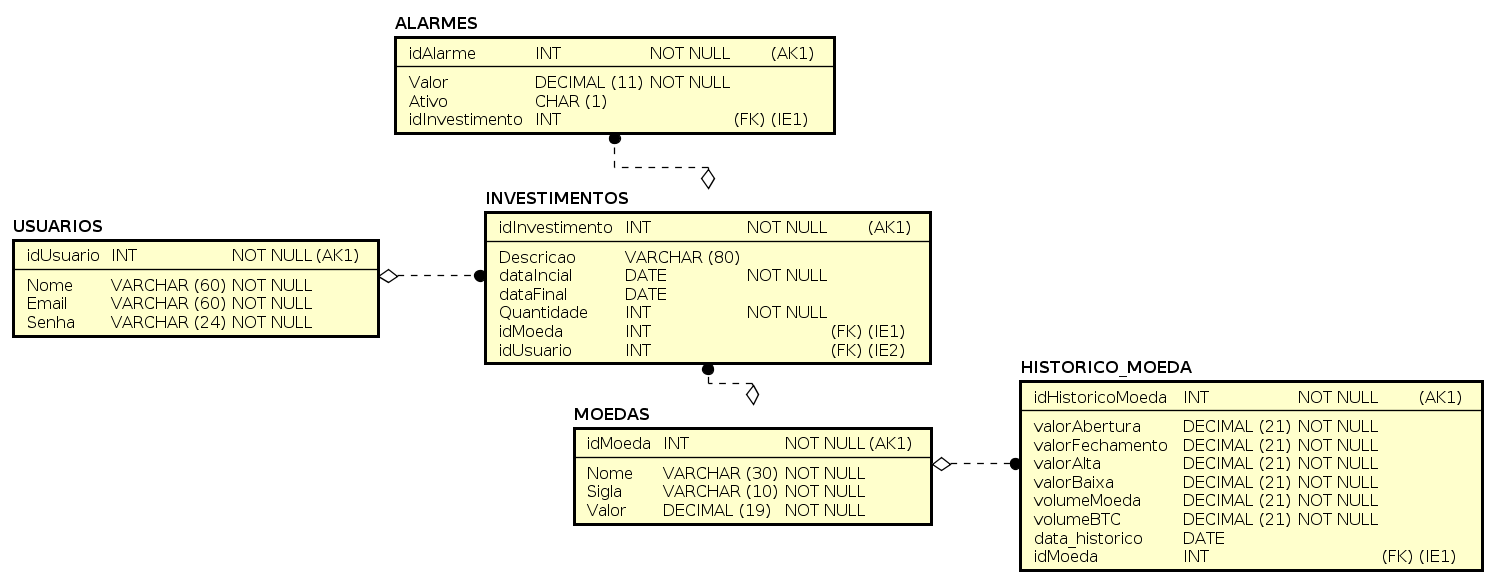 ALARMES
idAlarme INT NOT NULL (AK1)
Valor DECIMAL (11) NOT NULL
Ativo CHAR (1)
idInvestimento INT (FK) (IE1)
USUARIOS
idUsuario INT NOT NULL (AK1)
Nome VARCHAR (60) NOT NULL
Email VARCHAR (60) NOT NULL
Senha VARCHAR (24) NOT NULL
INVESTIMENTOS
idInvestimento INT NOT NULL (AK1)
Descricao VARCHAR (80)
dataIncial DATE NOT NULL
dataFinal DATE
Quantidade INT NOT NULL
idMoeda INT (FK) (IE1)
idUsuario INT (FK) (IE2)
MOEDAS
idMoeda INT NOT NULL (AK1)
Nome VARCHAR (30) NOT NULL
Sigla VARCHAR (10) NOT NULL
Valor DECIMAL (19) NOT NULL
HISTORICO_MOEDA
idHistoricoMoeda INT NOT NULL (AK1)
valorAbertura DECIMAL (21) NOT NULL
valorFechamento DECIMAL (21) NOT NULL
valorAlta DECIMAL (21) NOT NULL
valorBaixa DECIMAL (21) NOT NULL
volumeMoeda DECIMAL (21) NOT NULL
volumeBTC DECIMAL (21) NOT NULL
data_historico DATE
idMoeda INT (FK) (IE1)